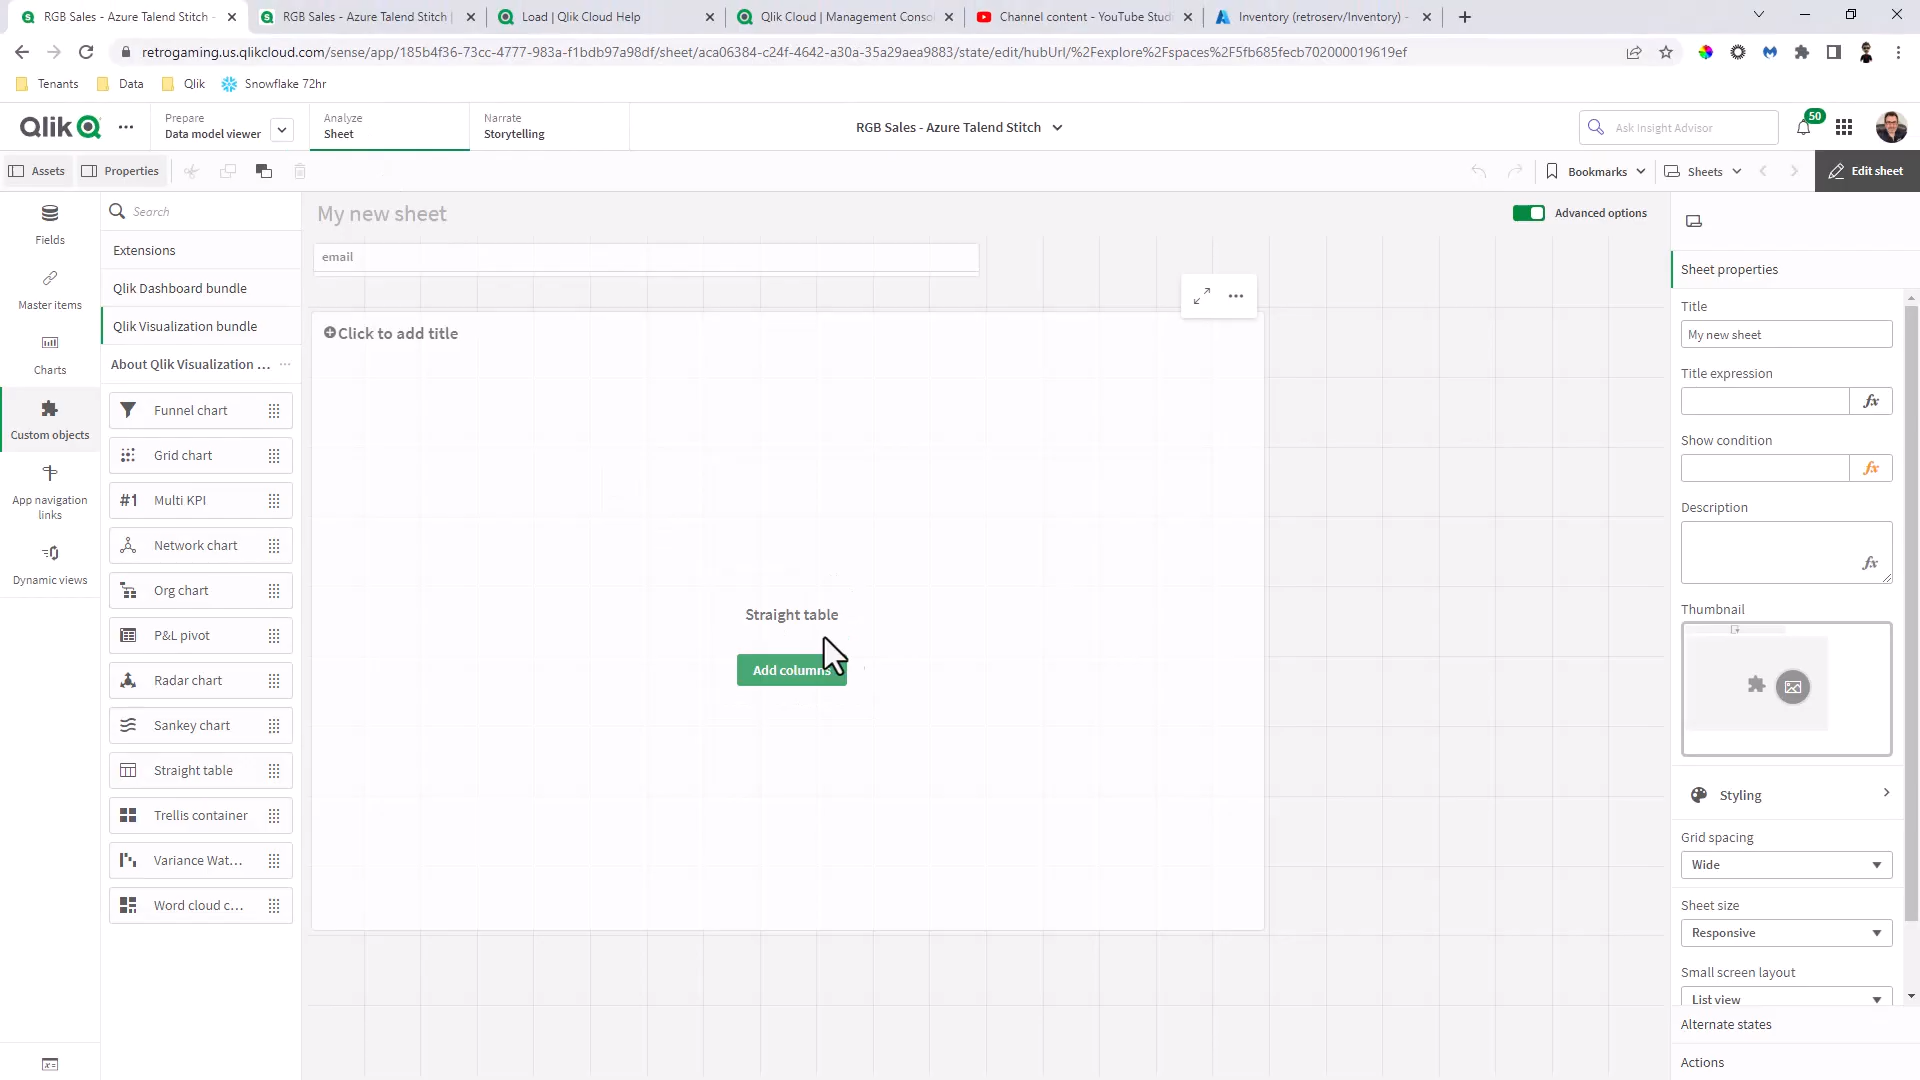 RGB Sales - Azure Talend Stitch -
RGB Sales - Azure Talend Stitch |
Load | Qlik Cloud Help
Qlik Cloud | Management Conso
Channel content - YouTube Stud
Inventory (retroserv/Inventory) -
retrogaming.us.qlikcloud.com/sense/app/185b4f36-73cc-4777-983a-f1bdb97a98df/sheet/aca06384-c24f-4642-a30a-35a29aea9883/state/edit/hubUrl/%2Fexplore%2Fspaces%2F5fb685fecb702000019619ef
Tenants
Data
Qlik
Snowflake 72hr
Qlik
Prepare
Data model viewer
Analyze
Sheet
Narrate
Storytelling
RGB Sales - Azure Talend Stitch
Ask Insight Advisor
50
Assets
Properties
Bookmarks
Sheets
Edit sheet
Fields
Master items
Charts
Custom objects
App navigation
links
Dynamic views
Search
Extensions
Qlik Dashboard bundle
Qlik Visualization bundle
About Qlik Visualization ...
Funnel chart
Grid chart
#1 Multi KPI
Network chart
Org chart
P&L pivot
Radar chart
Sankey chart
Straight table
Trellis container
Variance Wat...
Word cloud c...
My new sheet
Advanced options
email
Click to add title
Straight table
Add columns
Sheet properties
Title
My new sheet
Title expression
fx
Show condition
fx
Description
fx
Thumbnail
Styling
Grid spacing
Wide
Sheet size
Responsive
Small screen layout
List view
Alternate states
Actions